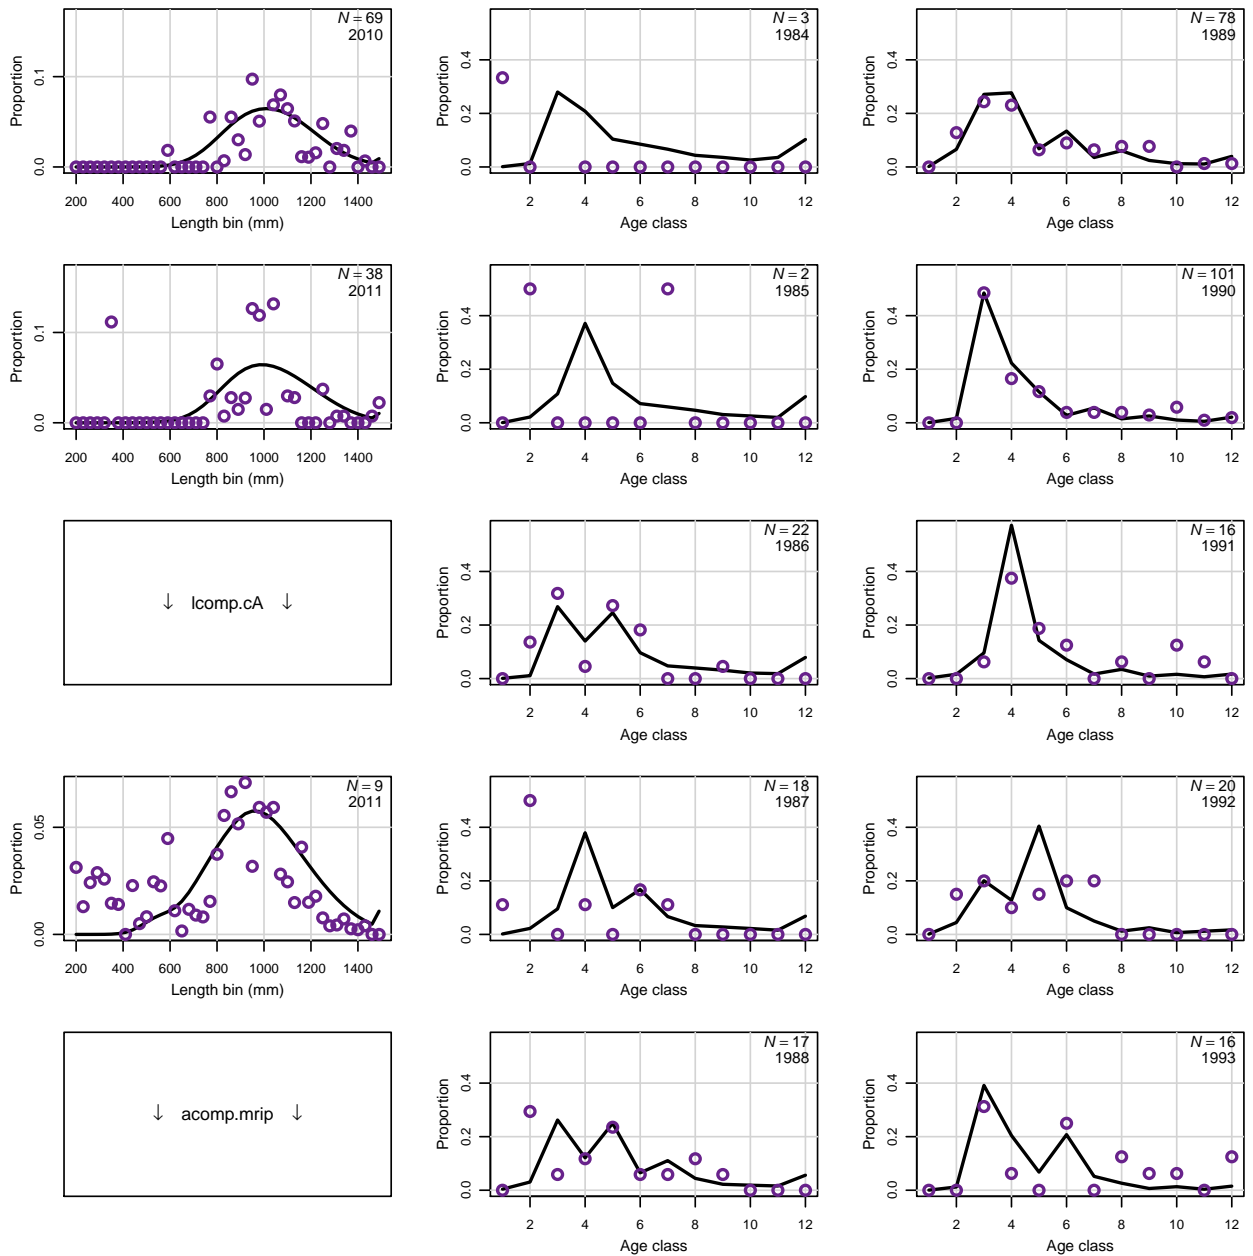 N = 69
2010
Proportion
0.0 0.1
200 400 600 800 1000 1200 1400
Length bin (mm)
N = 3
1984
Proportion
0.0 0.2 0.4
2 4 6 8 10 12
Age class
N = 78
1989
Proportion
0.0 0.2 0.4
2 4 6 8 10 12
Age class
N = 38
2011
Proportion
0.0 0.1
200 400 600 800 1000 1200 1400
Length bin (mm)
N = 2
1985
Proportion
0.0 0.2 0.4
2 4 6 8 10 12
Age class
N = 101
1990
Proportion
0.0 0.2 0.4
2 4 6 8 10 12
Age class
↓ lcomp.cA ↓
N = 22
1986
Proportion
0.0 0.2 0.4
2 4 6 8 10 12
Age class
N = 16
1991
Proportion
0.0 0.2 0.4
2 4 6 8 10 12
Age class
N = 9
2011
Proportion
0.00 0.05
200 400 600 800 1000 1200 1400
Length bin (mm)
N = 18
1987
Proportion
0.0 0.2 0.4
2 4 6 8 10 12
Age class
N = 20
1992
Proportion
0.0 0.2 0.4
2 4 6 8 10 12
Age class
↓ acomp.mrip ↓
N = 17
1988
Proportion
0.0 0.2 0.4
2 4 6 8 10 12
Age class
N = 16
1993
Proportion
0.0 0.2 0.4
2 4 6 8 10 12
Age class